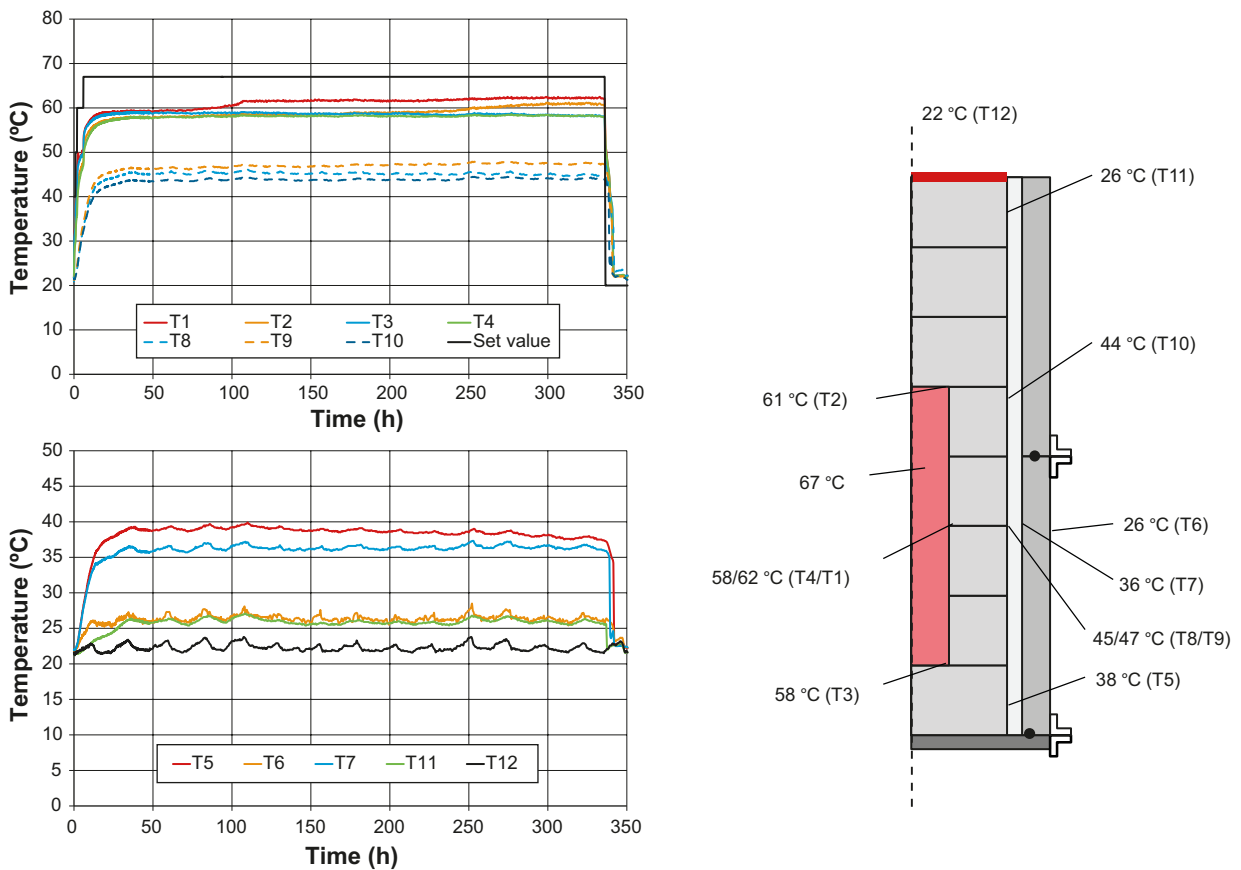 80
70
60
50
40
30
20
10
0
Temperature (ºC)
T1 T2 T3 T4
T8 T9 T10 Set value
0 50 100 150 200 250 300 350
Time (h)
50
45
40
35
30
25
20
15
10
5
0
Temperature (ºC)
T5 T6 T7 T11 T12
0 50 100 150 200 250 300 350
Time (h)
22 °C (T12)
26 °C (T11)
44 °C (T10)
61 °C (T2)
67 °C
26 °C (T6)
58/62 °C (T4/T1)
36 °C (T7)
45/47 °C (T8/T9)
38 °C (T5)
58 °C (T3)